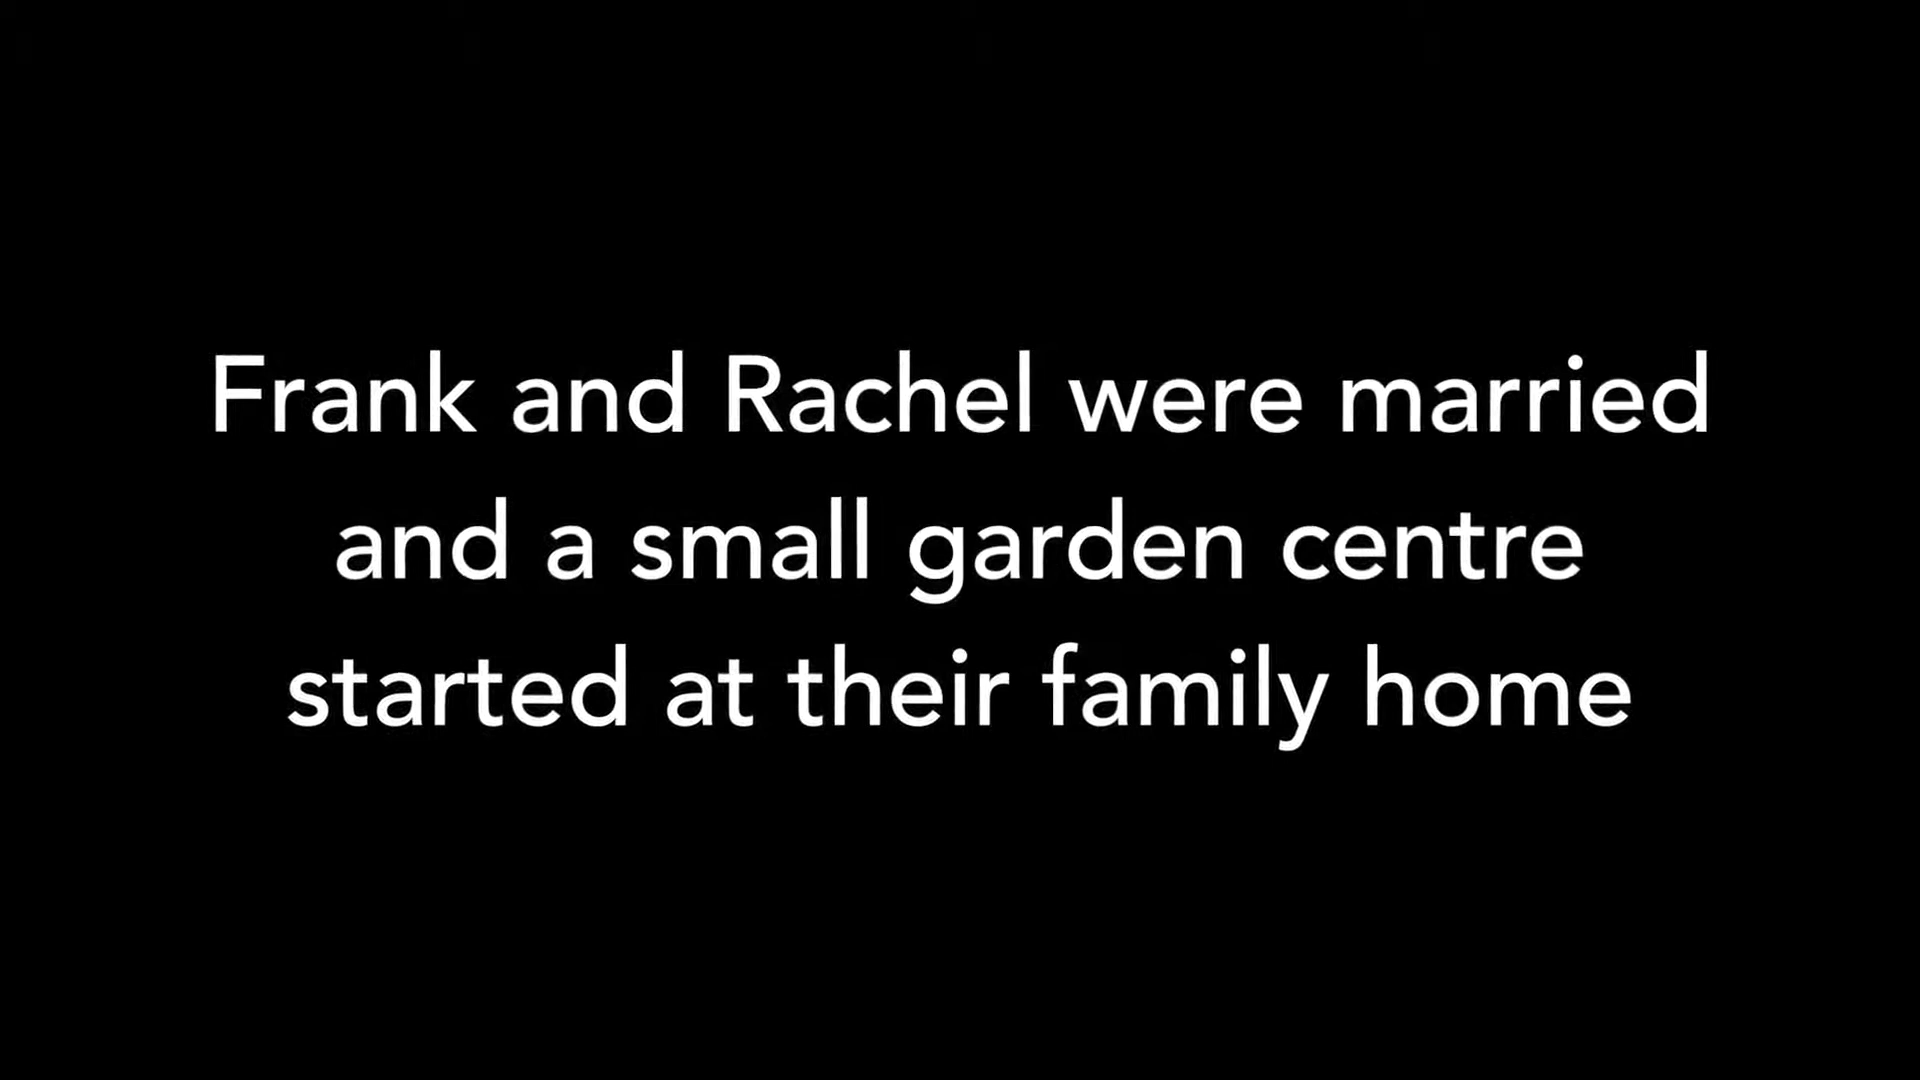 Frank and Rachel were married
and a small garden centre
started at their family home